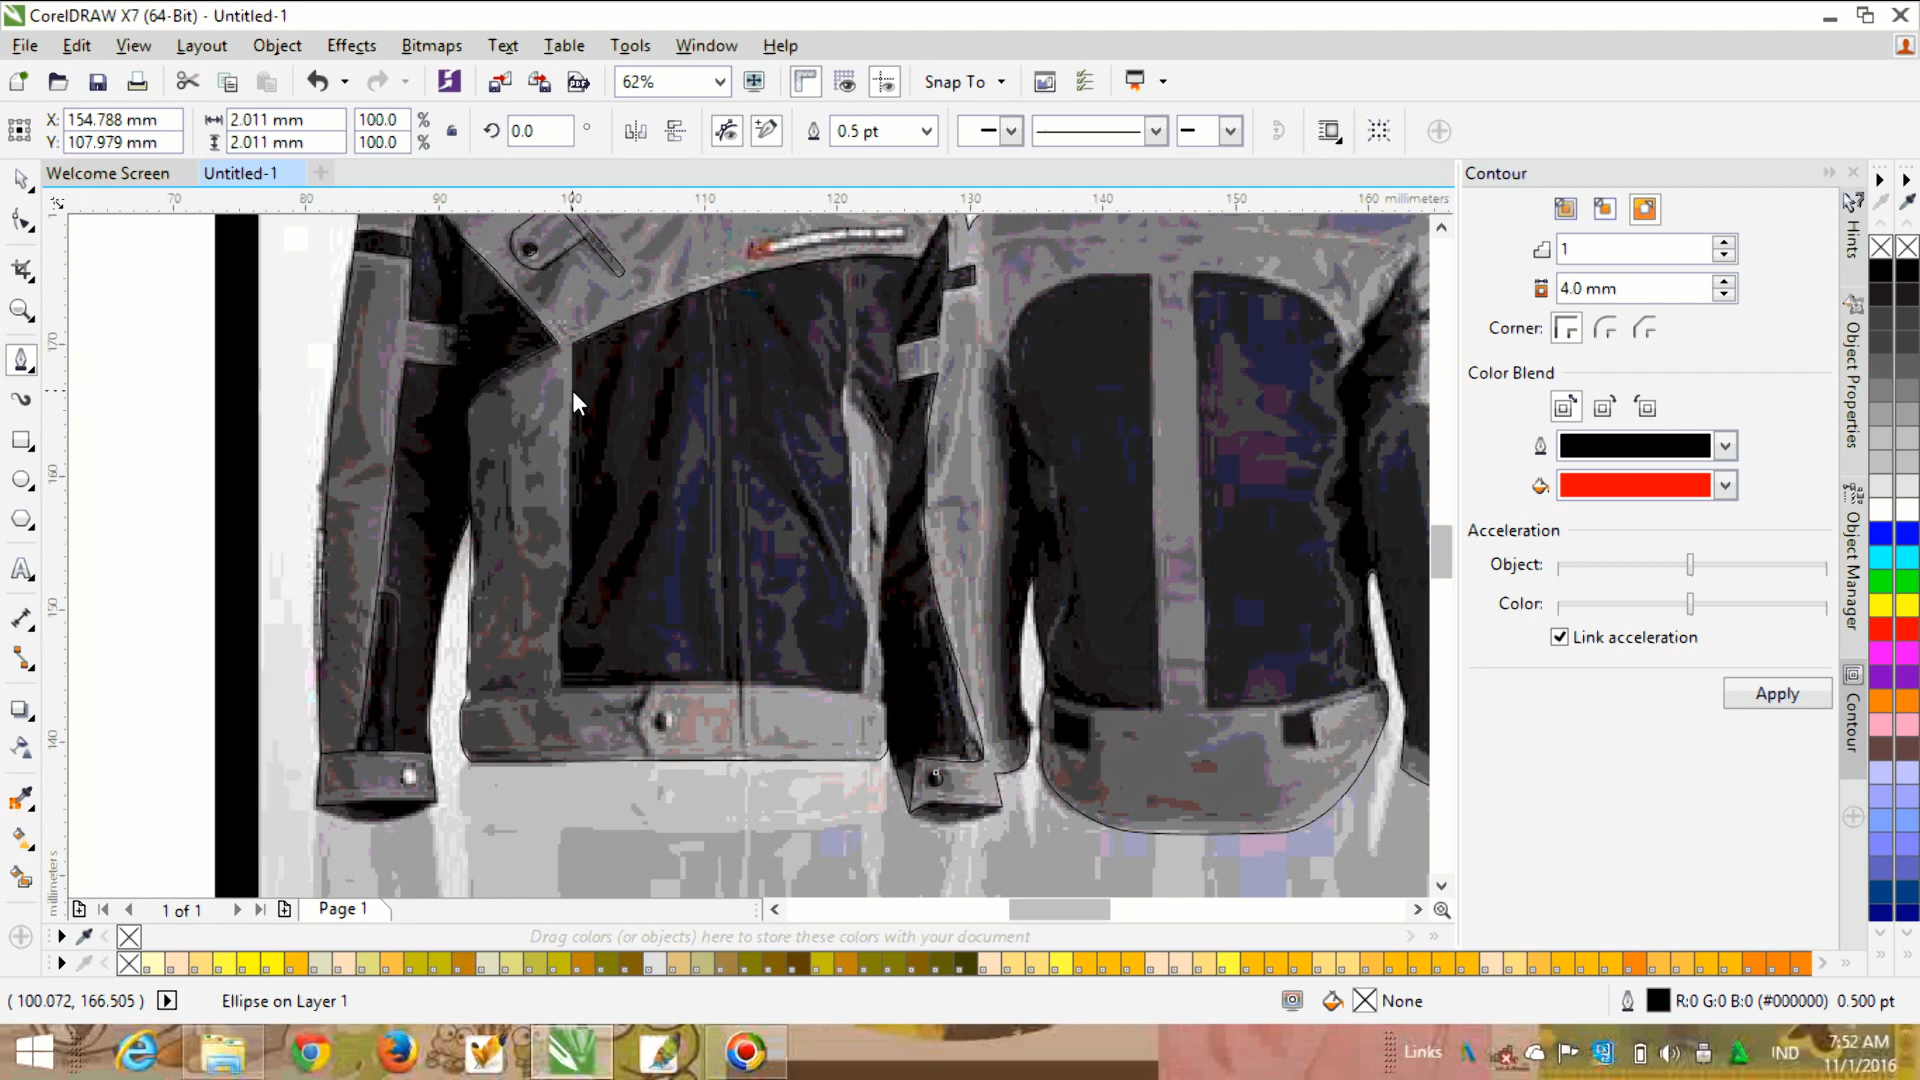 CorelDRAW X7 (64-Bit) - Untitled-1
File Edit View Layout Object Effects Bitmaps Text Table Tools Window Help
62% Snap To
X: 154.788 mm 2.011 mm 100.0 % 0.0 ° 0.5 pt
Y: 107.979 mm 2.011 mm 100.0 %
Welcome Screen Untitled-1
70 80 90 100 110 120 130 140 150 160 millimeters
170
160
150
140
millimeters
Contour
1
4.0 mm
Corner:
Color Blend
Acceleration
Object:
Color:
Link acceleration
Apply
Hints
Object Properties
Object Manager
Contour
1 of 1 Page 1
Drag colors (or objects) here to store these colors with your document
( 100.072, 166.505 ) Ellipse on Layer 1 None R:0 G:0 B:0 (#000000) 0.500 pt
Links IND 7:52 AM
11/1/2016